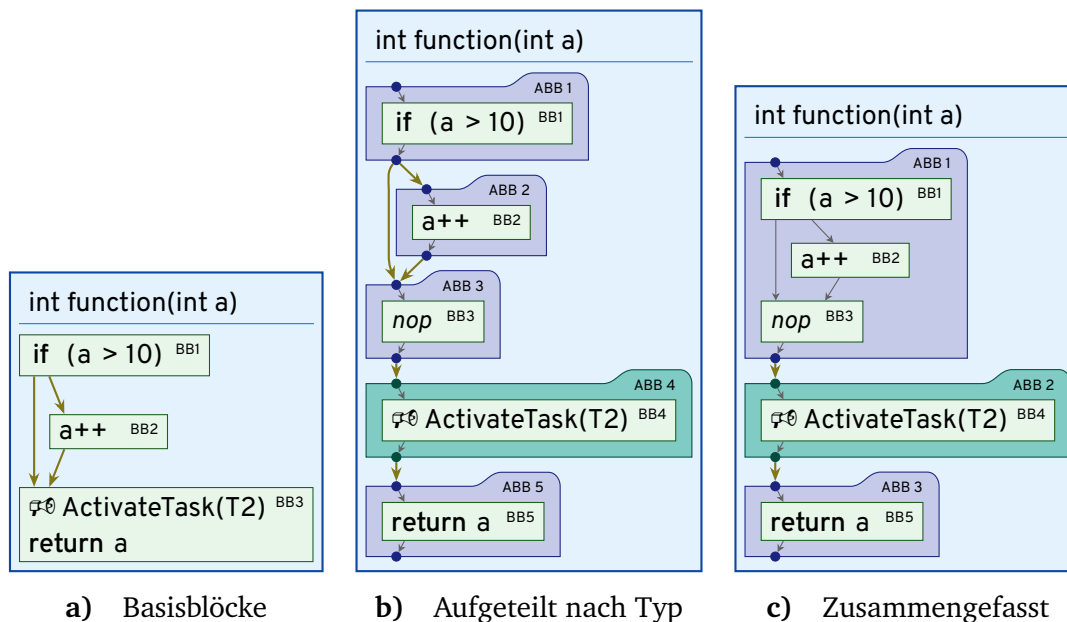 int function(int a)
if (a > 10) BB1
a++ BB2
ActivateTask(T2) BB3
return a
a) Basisblöcke
int function(int a)
ABB 1
if (a > 10) BB1
ABB 2
a++ BB2
ABB 3
nop BB3
ABB 4
ActivateTask(T2) BB4
ABB 5
return a BB5
b) Aufgeteilt nach Typ
int function(int a)
ABB 1
if (a > 10) BB1
a++ BB2
nop BB3
ABB 2
ActivateTask(T2) BB4
ABB 3
return a BB5
c) Zusammengefasst